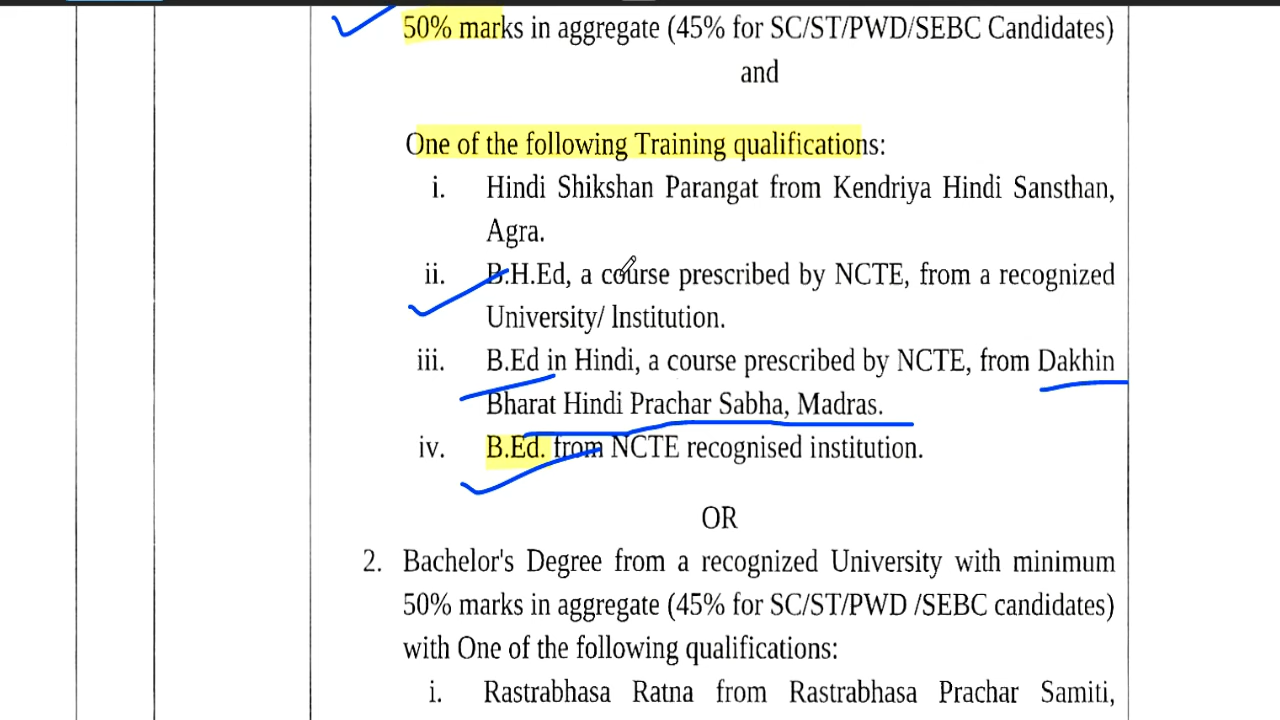 50% marks in aggregate (45% for SC/ST/PWD/SEBC Candidates)
and
One of the following Training qualifications:
i. Hindi Shikshan Parangat from Kendriya Hindi Sansthan,
Agra.
ii. B.H.Ed, a course prescribed by NCTE, from a recognized
University/ Institution.
iii. B.Ed in Hindi, a course prescribed by NCTE, from Dakhin
Bharat Hindi Prachar Sabha, Madras.
iv. B.Ed. from NCTE recognised institution.
OR
2. Bachelor's Degree from a recognized University with minimum
50% marks in aggregate (45% for SC/ST/PWD /SEBC candidates)
with One of the following qualifications:
i. Rastrabhasa Ratna from Rastrabhasa Prachar Samiti,